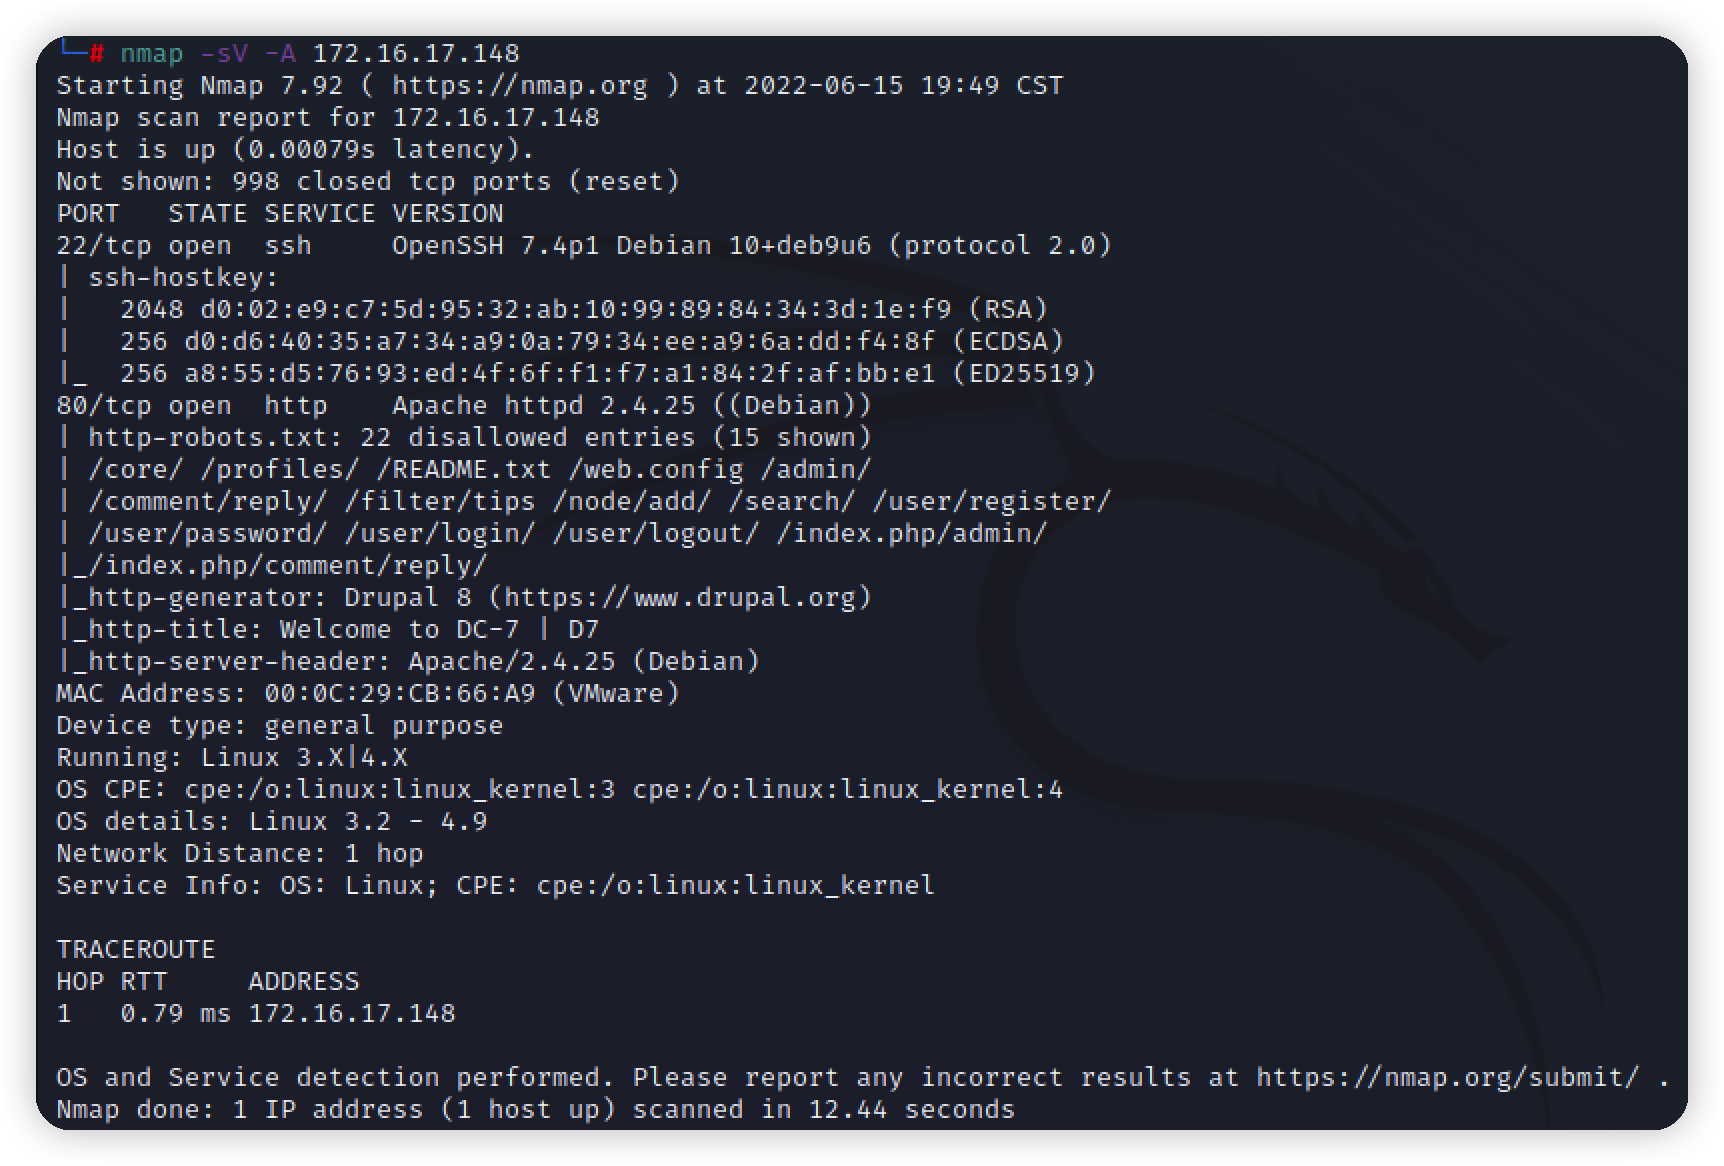 └─# nmap -sV -A 172.16.17.148
Starting Nmap 7.92 ( https://nmap.org ) at 2022-06-15 19:49 CST
Nmap scan report for 172.16.17.148
Host is up (0.00079s latency).
Not shown: 998 closed tcp ports (reset)
PORT   STATE SERVICE VERSION
22/tcp open  ssh     OpenSSH 7.4p1 Debian 10+deb9u6 (protocol 2.0)
| ssh-hostkey:
|   2048 d0:02:e9:c7:5d:95:32:ab:10:99:89:84:34:3d:1e:f9 (RSA)
|   256 d0:d6:40:35:a7:34:a9:0a:79:34:ee:a9:6a:dd:f4:8f (ECDSA)
|_  256 a8:55:d5:76:93:ed:4f:6f:f1:f7:a1:84:2f:af:bb:e1 (ED25519)
80/tcp open  http    Apache httpd 2.4.25 ((Debian))
| http-robots.txt: 22 disallowed entries (15 shown)
| /core/ /profiles/ /README.txt /web.config /admin/
| /comment/reply/ /filter/tips /node/add/ /search/ /user/register/
| /user/password/ /user/login/ /user/logout/ /index.php/admin/
|_/index.php/comment/reply/
|_http-generator: Drupal 8 (https://www.drupal.org)
|_http-title: Welcome to DC-7 | D7
|_http-server-header: Apache/2.4.25 (Debian)
MAC Address: 00:0C:29:CB:66:A9 (VMware)
Device type: general purpose
Running: Linux 3.X|4.X
OS CPE: cpe:/o:linux:linux_kernel:3 cpe:/o:linux:linux_kernel:4
OS details: Linux 3.2 - 4.9
Network Distance: 1 hop
Service Info: OS: Linux; CPE: cpe:/o:linux:linux_kernel

TRACEROUTE
HOP RTT     ADDRESS
1   0.79 ms 172.16.17.148

OS and Service detection performed. Please report any incorrect results at https://nmap.org/submit/ .
Nmap done: 1 IP address (1 host up) scanned in 12.44 seconds